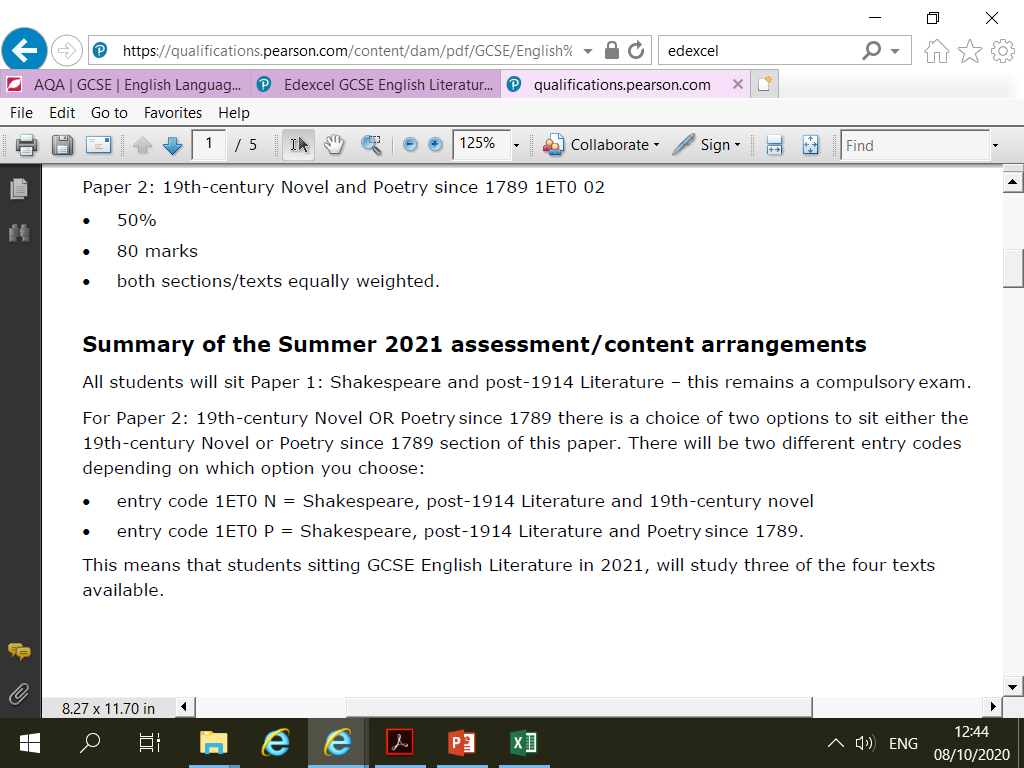 https://qualifications.pearson.com/content/dam/pdf/GCSE/English%
edexcel
AQA | GCSE | English Languag...
Edexcel GCSE English Literatur...
qualifications.pearson.com
File Edit Go to Favorites Help
1 / 5
125%
Collaborate
Sign
Find
Paper 2: 19th-century Novel and Poetry since 1789 1ET0 02
• 50%
• 80 marks
• both sections/texts equally weighted.
Summary of the Summer 2021 assessment/content arrangements
All students will sit Paper 1: Shakespeare and post-1914 Literature – this remains a compulsory exam.
For Paper 2: 19th-century Novel OR Poetry since 1789 there is a choice of two options to sit either the
19th-century Novel or Poetry since 1789 section of this paper. There will be two different entry codes
depending on which option you choose:
• entry code 1ET0 N = Shakespeare, post-1914 Literature and 19th-century novel
• entry code 1ET0 P = Shakespeare, post-1914 Literature and Poetry since 1789.
This means that students sitting GCSE English Literature in 2021, will study three of the four texts
available.
8.27 x 11.70 in
ENG
12:44
08/10/2020